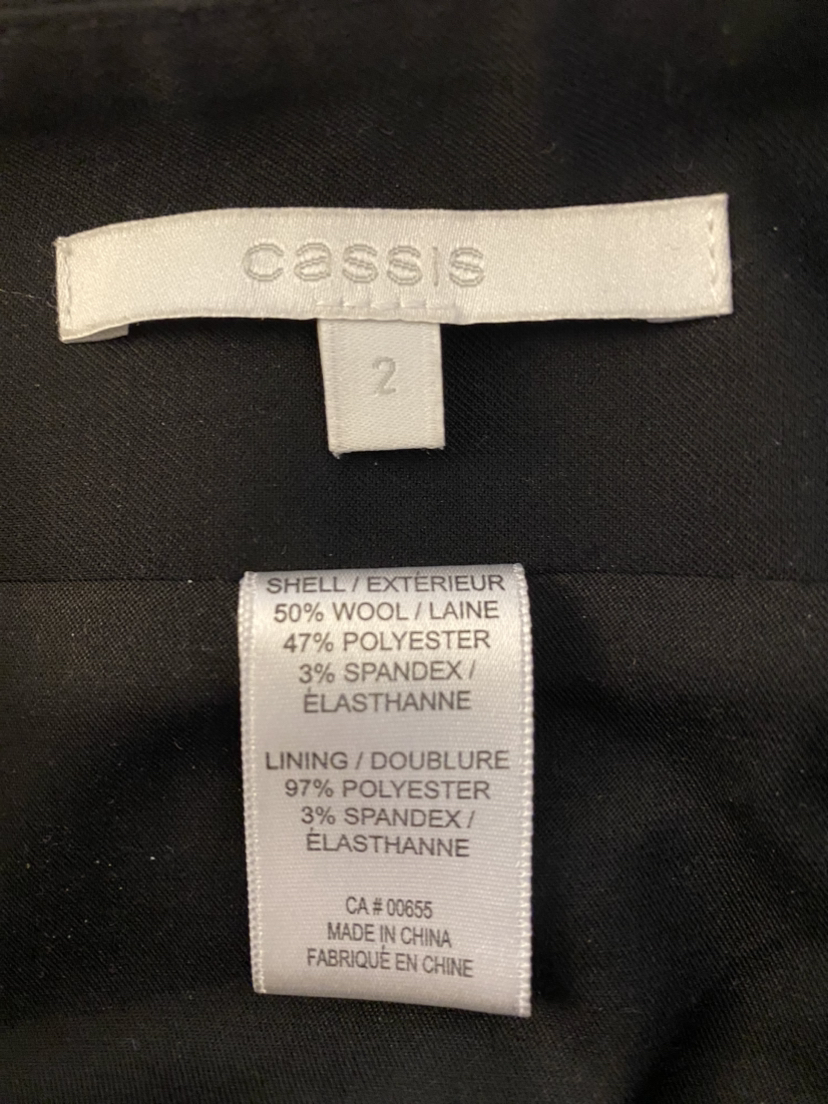 cassis
2
SHELL / EXTÉRIEUR
50% WOOL / LAINE
47% POLYESTER
3% SPANDEX /
ÉLASTHANNE
LINING / DOUBLURE
97% POLYESTER
3% SPANDEX /
ÉLASTHANNE
CA # 00655
MADE IN CHINA
FABRIQUÉ EN CHINE